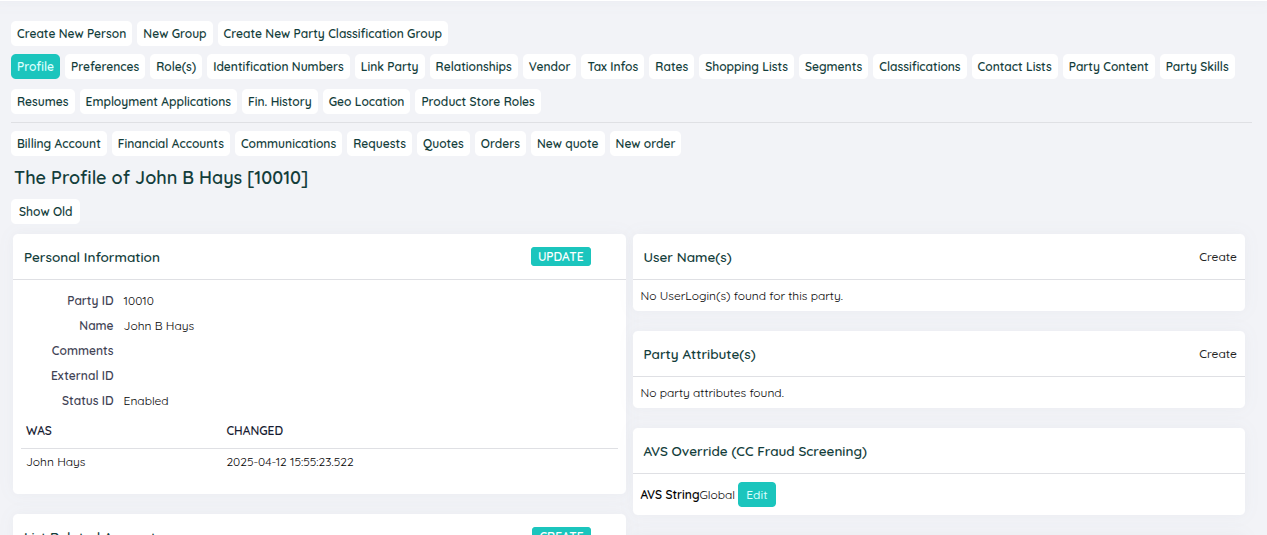 Create New Person New Group Create New Party Classification Group
Profile Preferences Role(s) Identification Numbers Link Party Relationships Vendor Tax Infos Rates Shopping Lists Segments Classifications Contact Lists Party Content Party Skills
Resumes Employment Applications Fin. History Geo Location Product Store Roles
Billing Account Financial Accounts Communications Requests Quotes Orders New quote New order
The Profile of John B Hays [10010]
Show Old
Personal Information UPDATE
Party ID 10010
Name John B Hays
Comments
External ID
Status ID Enabled
WAS CHANGED
John Hays 2025-04-12 15:55:23.522
CREATE
User Name(s) Create
No UserLogin(s) found for this party.
Party Attribute(s) Create
No party attributes found.
AVS Override (CC Fraud Screening)
AVS StringGlobal Edit